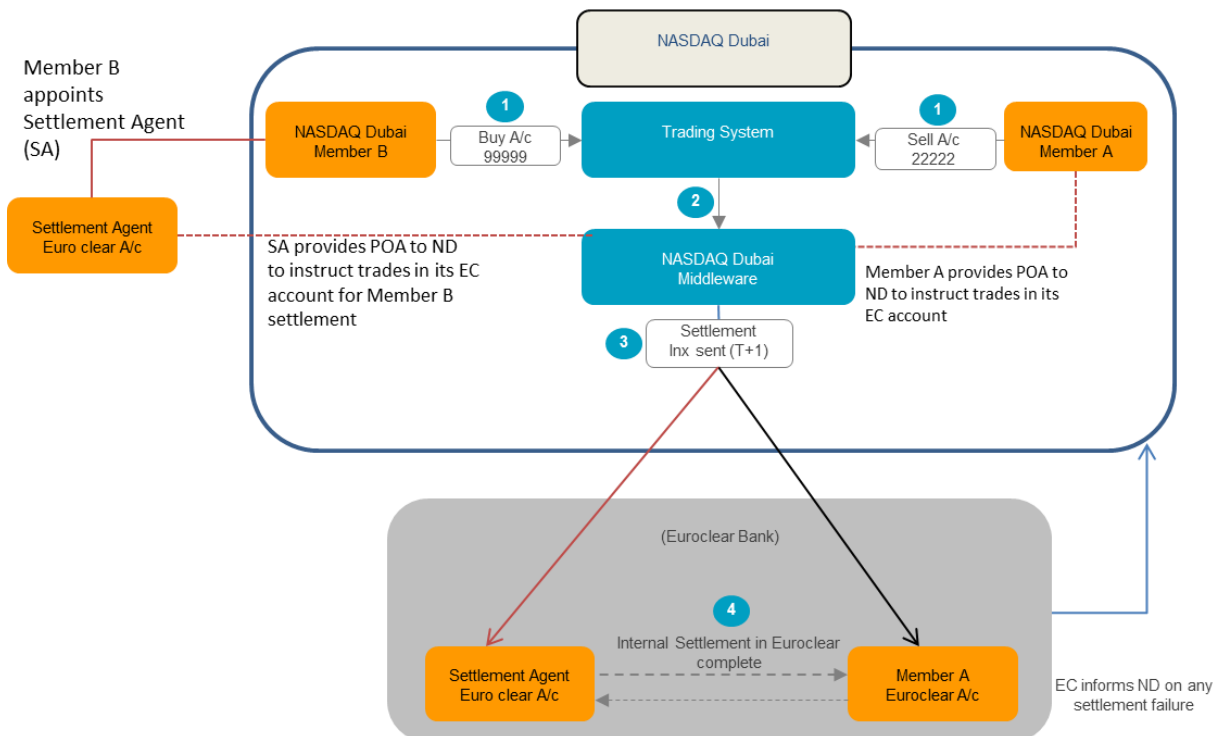 NASDAQ Dubai
Member B
appoints
Settlement Agent
(SA)
1
1
NASDAQ Dubai
Member B
Buy A/c
99999
Trading System
Sell A/c
22222
NASDAQ Dubai
Member A
2
Settlement Agent
Euro clear A/c
SA provides POA to ND
to instruct trades in its EC
account for Member B
settlement
NASDAQ Dubai
Middleware
Member A provides POA to
ND to instruct trades in its
EC account
3
Settlement
Inx sent (T+1)
(Euroclear Bank)
4
Internal Settlement in Euroclear
complete
Settlement Agent
Euro clear A/c
Member A
Euroclear A/c
EC informs ND on any
settlement failure